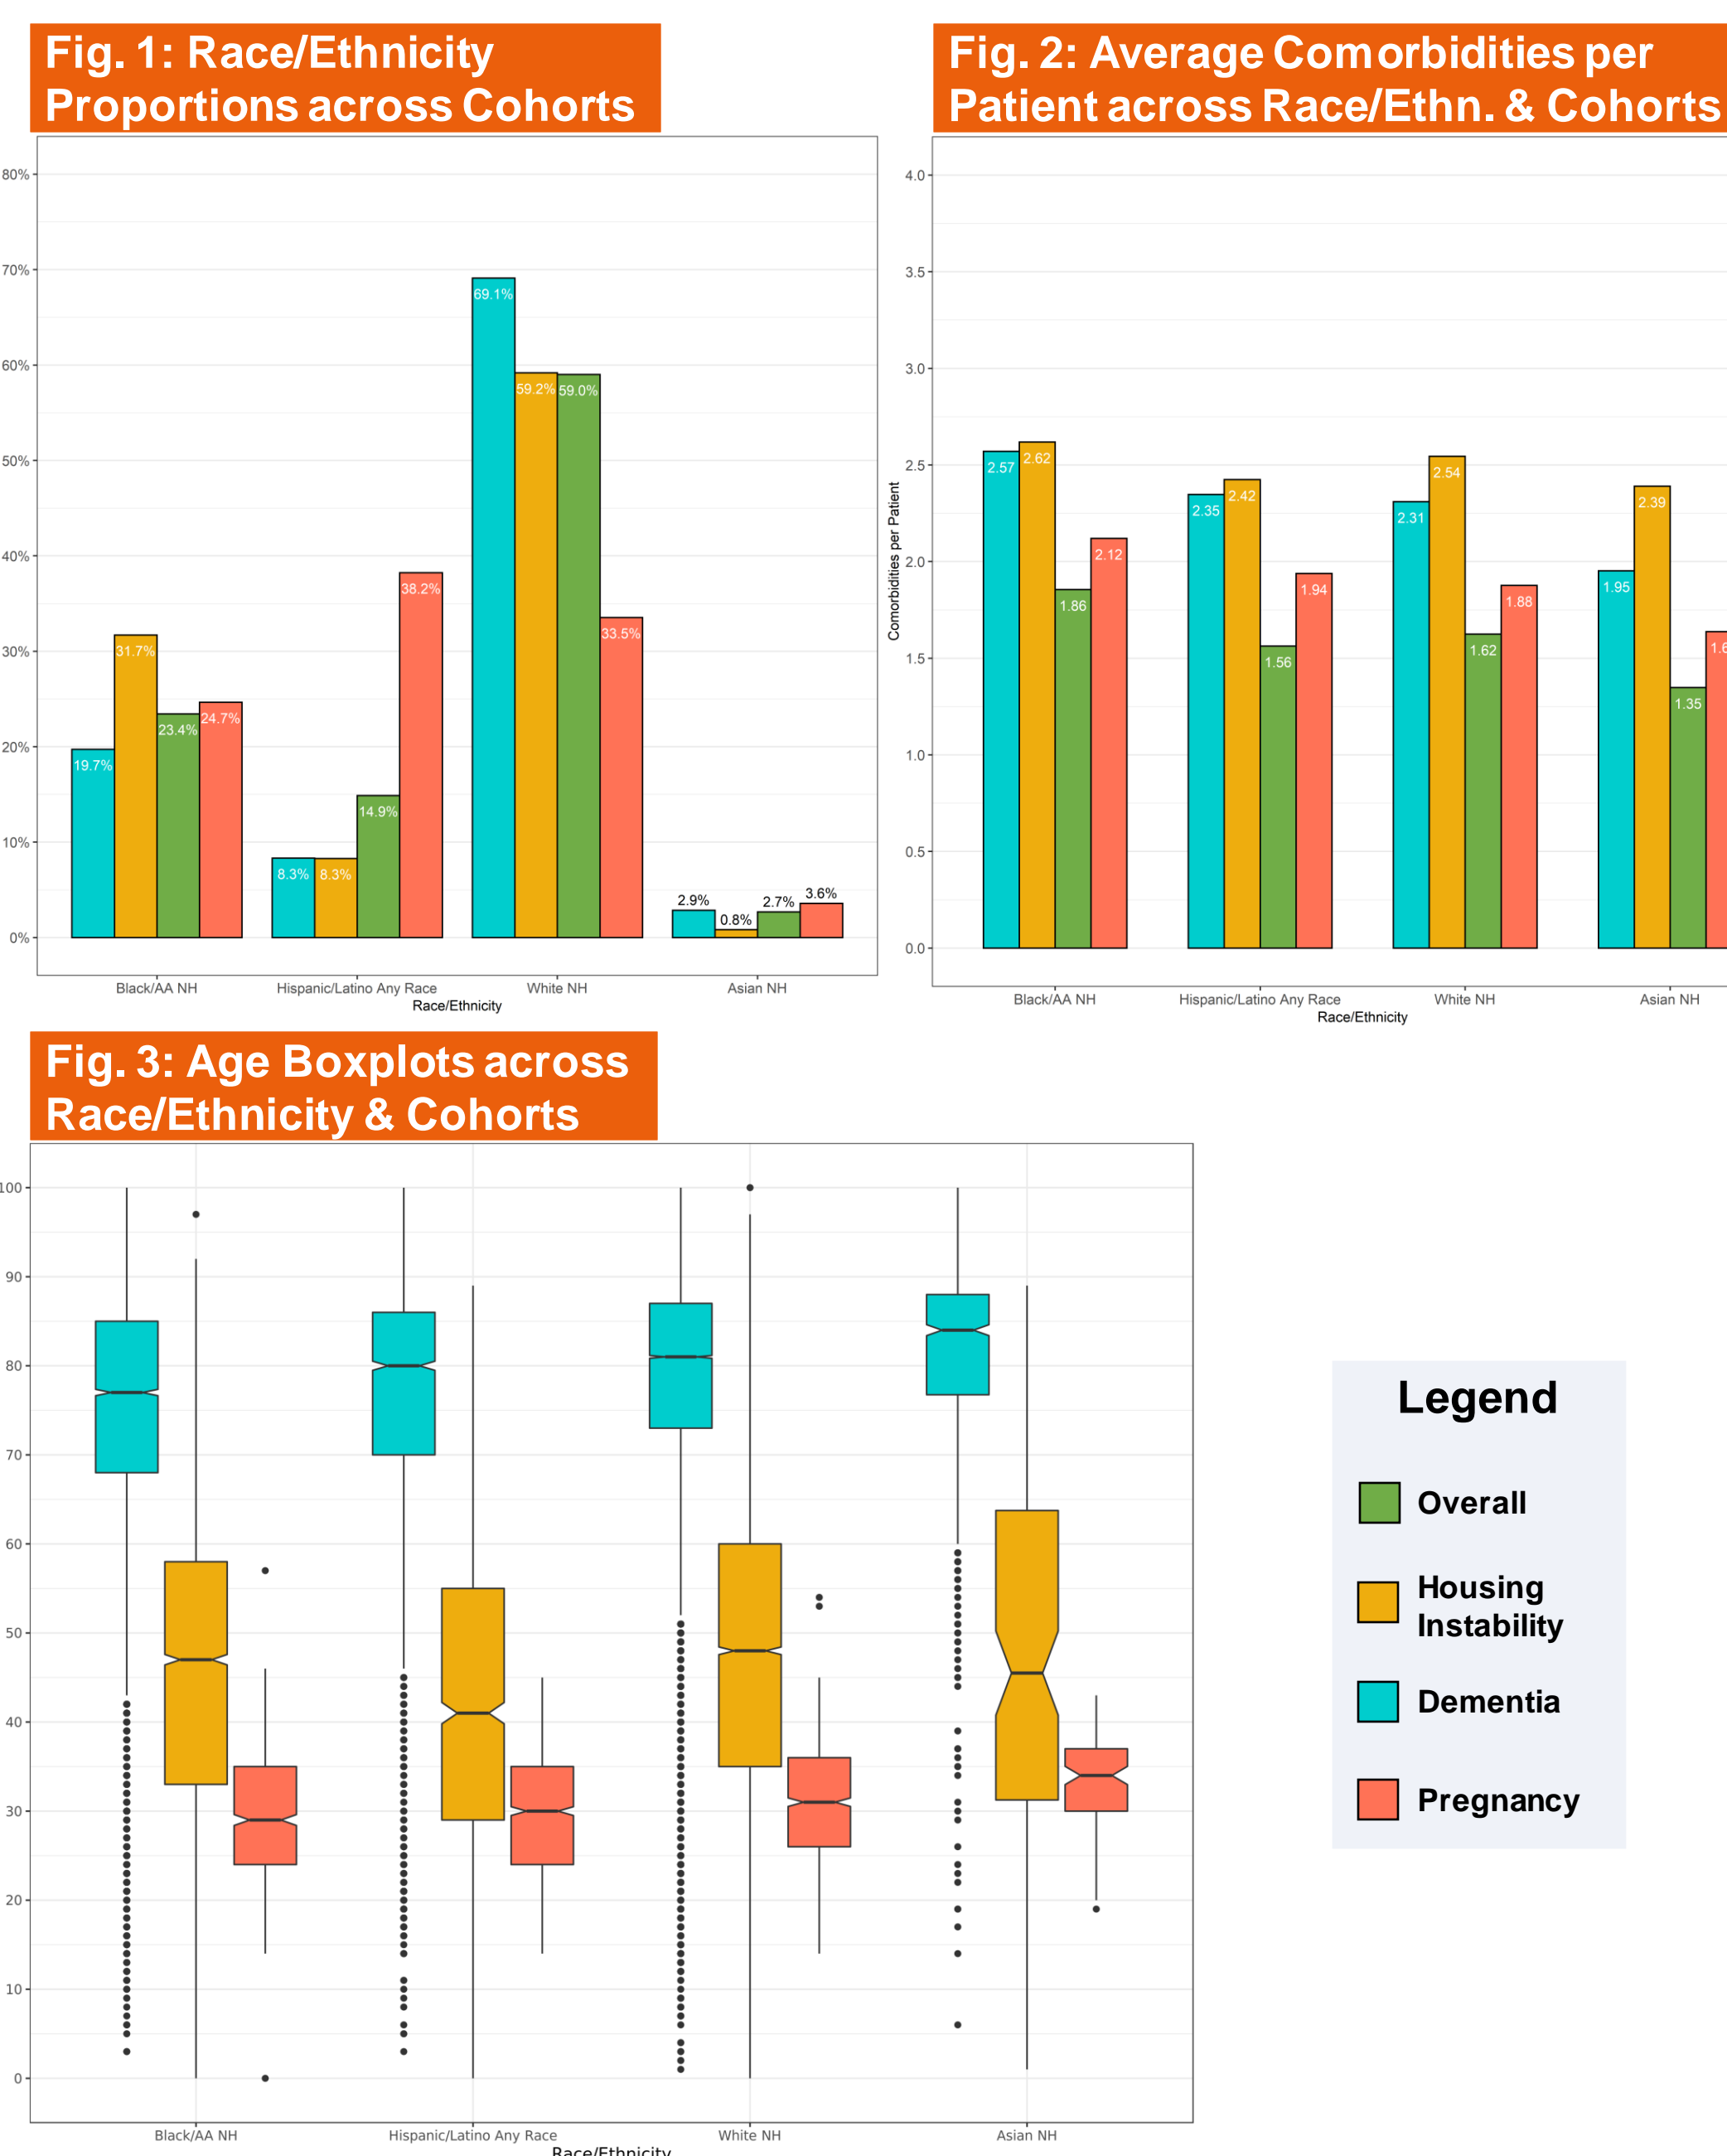 Fig. 1: Race/Ethnicity
Proportions across Cohorts
80%
70%
60%
50%
40%
30%
20%
10%
0%
19.7%
31.7%
23.4%
24.7%
8.3%
8.3%
14.9%
38.2%
69.1%
59.2%
59.0%
33.5%
2.9%
0.8%
2.7%
3.6%
Black/AA NH
Hispanic/Latino Any Race
White NH
Asian NH
Race/Ethnicity
Fig. 2: Average Comorbidities per
Patient across Race/Ethn. & Cohorts
Comorbidities per Patient
4.0
3.5
3.0
2.5
2.0
1.5
1.0
0.5
0.0
2.57
2.62
1.86
2.12
2.35
2.42
1.56
1.94
2.31
2.54
1.62
1.88
1.95
2.39
1.35
Black/AA NH
Hispanic/Latino Any Race
White NH
Asian NH
Race/Ethnicity
Fig. 3: Age Boxplots across
Race/Ethnicity & Cohorts
100
90
80
70
60
50
40
30
20
10
0
Black/AA NH
Hispanic/Latino Any Race
White NH
Asian NH
Race/Ethnicity
Legend
Overall
Housing
Instability
Dementia
Pregnancy